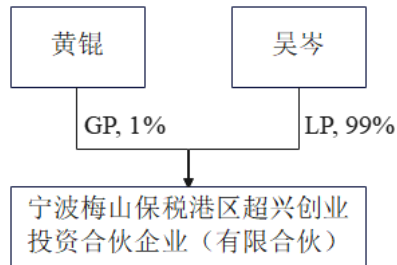 黄锟
吴岑
GP, 1%
LP, 99%
宁波梅山保税港区超兴创业
投资合伙企业（有限合伙）